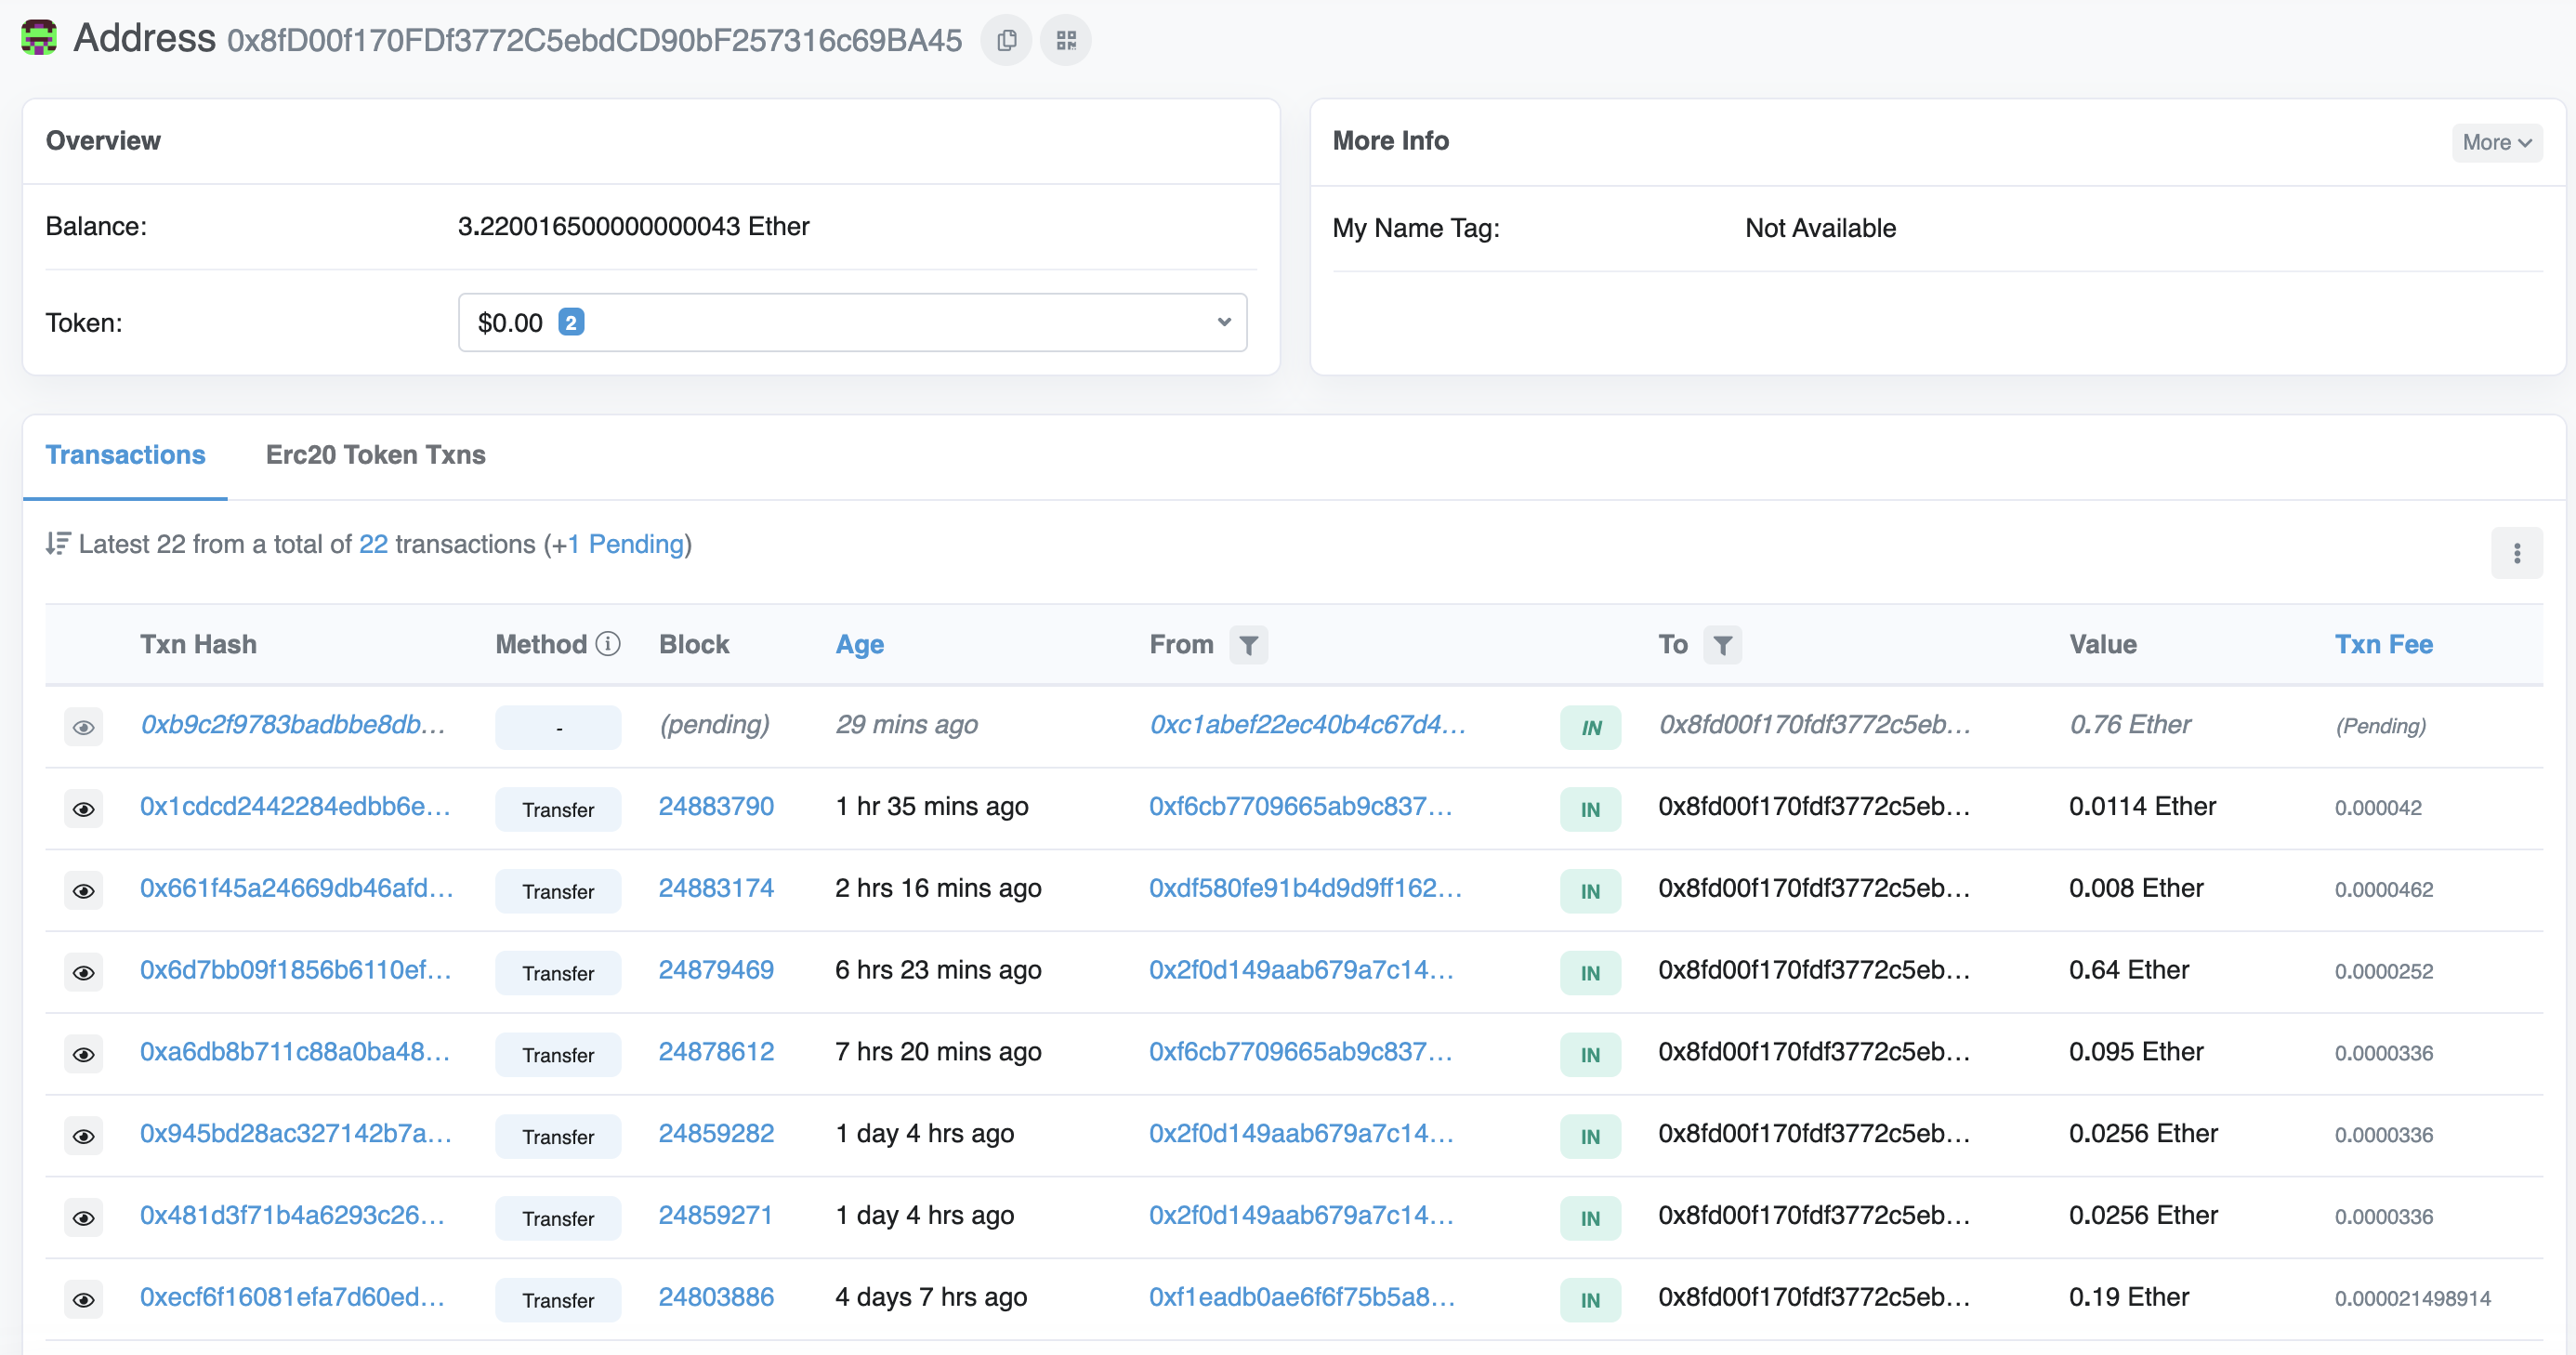 Address 0x8fD00f170FDf3772C5ebdCD90bF257316c69BA45
Overview
Balance: 3.220016500000000043 Ether
Token: $0.00 2
More Info More
My Name Tag: Not Available
Transactions Erc20 Token Txns
Latest 22 from a total of 22 transactions (+1 Pending)
Txn Hash Method Block Age From To Value Txn Fee
0xb9c2f9783badbbe8db... - (pending) 29 mins ago 0xc1abef22ec40b4c67d4... IN 0x8fd00f170fdf3772c5eb... 0.76 Ether (Pending)
0x1cdcd2442284edbb6e... Transfer 24883790 1 hr 35 mins ago 0xf6cb7709665ab9c837... IN 0x8fd00f170fdf3772c5eb... 0.0114 Ether 0.000042
0x661f45a24669db46afd... Transfer 24883174 2 hrs 16 mins ago 0xdf580fe91b4d9d9ff162... IN 0x8fd00f170fdf3772c5eb... 0.008 Ether 0.0000462
0x6d7bb09f1856b6110ef... Transfer 24879469 6 hrs 23 mins ago 0x2f0d149aab679a7c14... IN 0x8fd00f170fdf3772c5eb... 0.64 Ether 0.0000252
0xa6db8b711c88a0ba48... Transfer 24878612 7 hrs 20 mins ago 0xf6cb7709665ab9c837... IN 0x8fd00f170fdf3772c5eb... 0.095 Ether 0.0000336
0x945bd28ac327142b7a... Transfer 24859282 1 day 4 hrs ago 0x2f0d149aab679a7c14... IN 0x8fd00f170fdf3772c5eb... 0.0256 Ether 0.0000336
0x481d3f71b4a6293c26... Transfer 24859271 1 day 4 hrs ago 0x2f0d149aab679a7c14... IN 0x8fd00f170fdf3772c5eb... 0.0256 Ether 0.0000336
0xecf6f16081efa7d60ed... Transfer 24803886 4 days 7 hrs ago 0xf1eadb0ae6f6f75b5a8... IN 0x8fd00f170fdf3772c5eb... 0.19 Ether 0.000021498914